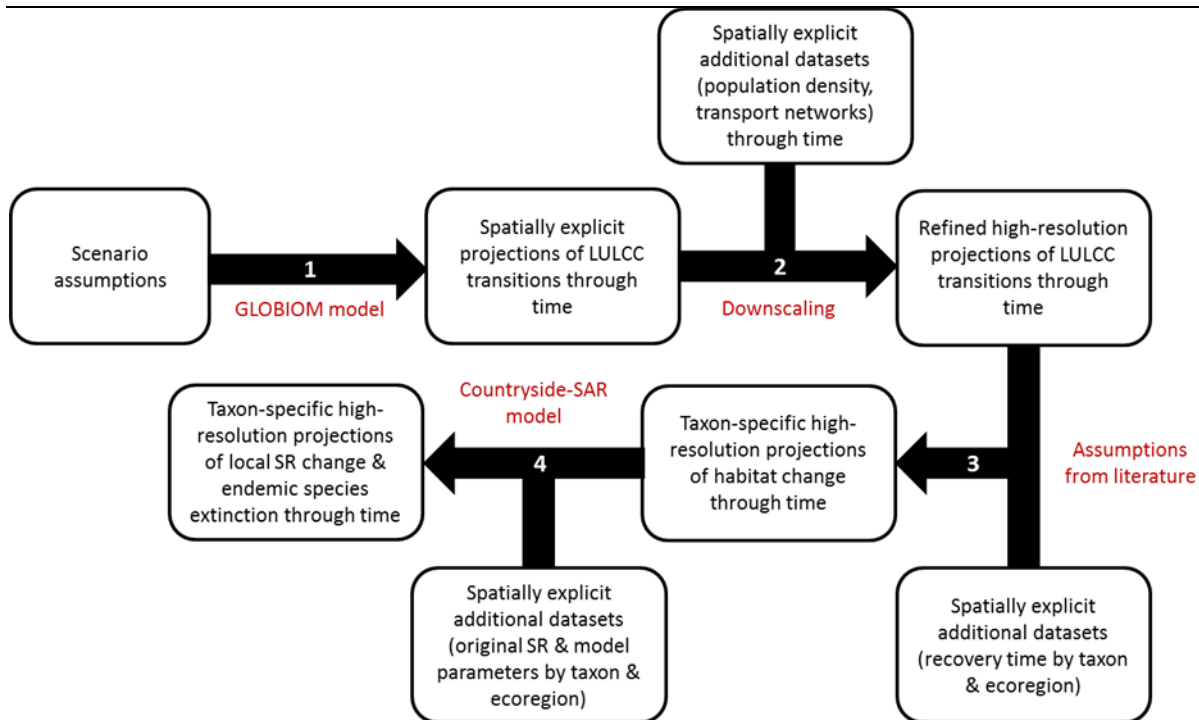 Spatially explicit
additional datasets
(population density,
transport networks)
through time
Scenario
assumptions
1
GLOBIOM model
Spatially explicit
projections of LULCC
transitions through
time
2
Downscaling
Refined high-resolution
projections of LULCC
transitions through
time
Assumptions
from literature
3
Taxon-specific high-
resolution projections
of habitat change
through time
Countryside-SAR
model
4
Taxon-specific high-
resolution projections
of local SR change &
endemic species
extinction through time
Spatially explicit
additional datasets
(original SR & model
parameters by taxon &
ecoregion)
Spatially explicit
additional datasets
(recovery time by taxon
& ecoregion)